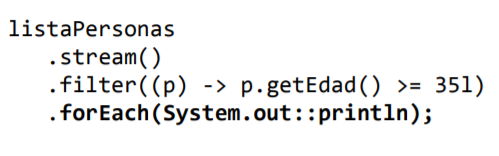 listaPersonas
.stream()
.filter((p) -> p.getEdad() >= 35l)
.forEach(System.out::println);